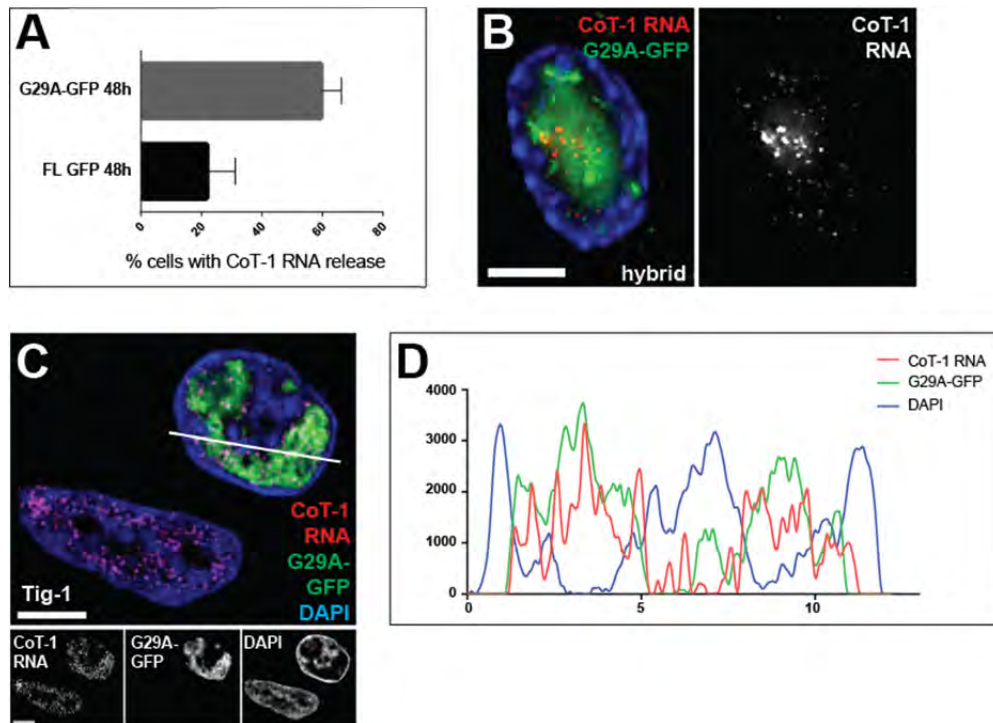 A
G29A-GFP 48h
FL GFP 48h
0
20
40
60
80
% cells with CoT-1 RNA release
B
CoT-1 RNA
G29A-GFP
hybrid
CoT-1
RNA
C
CoT-1
RNA
G29A-
GFP
DAPI
Tig-1
CoT-1
RNA
G29A-
GFP
DAPI
D
CoT-1 RNA
G29A-GFP
DAPI
4000
3000
2000
1000
0
0
5
10